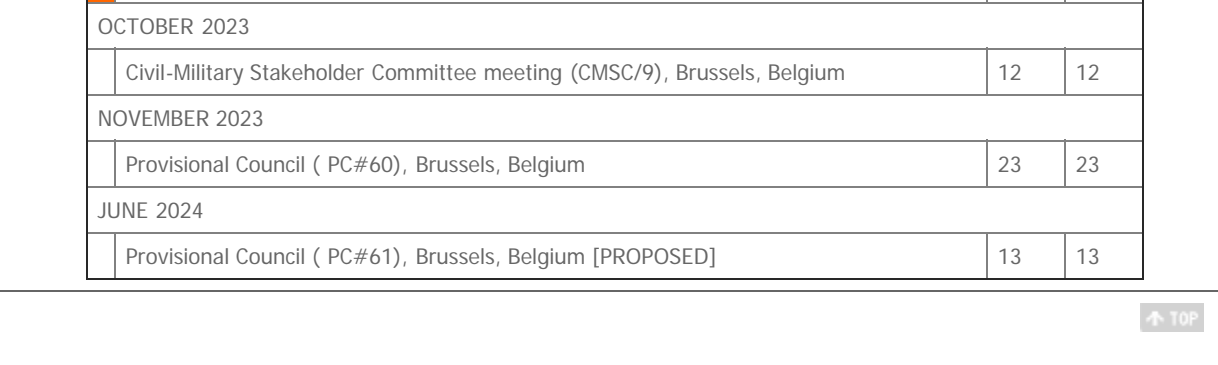 OCTOBER 2023
Civil-Military Stakeholder Committee meeting (CMSC/9), Brussels, Belgium 12 12
NOVEMBER 2023
Provisional Council ( PC#60), Brussels, Belgium 23 23
JUNE 2024
Provisional Council ( PC#61), Brussels, Belgium [PROPOSED] 13 13
TOP